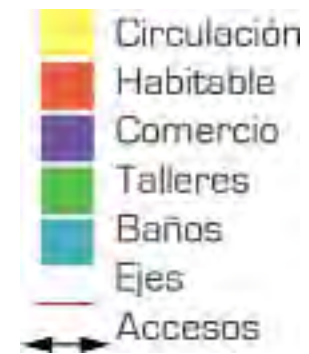 Circulación
Habitable
Comercio
Talleres
Baños
Ejes
Accesos